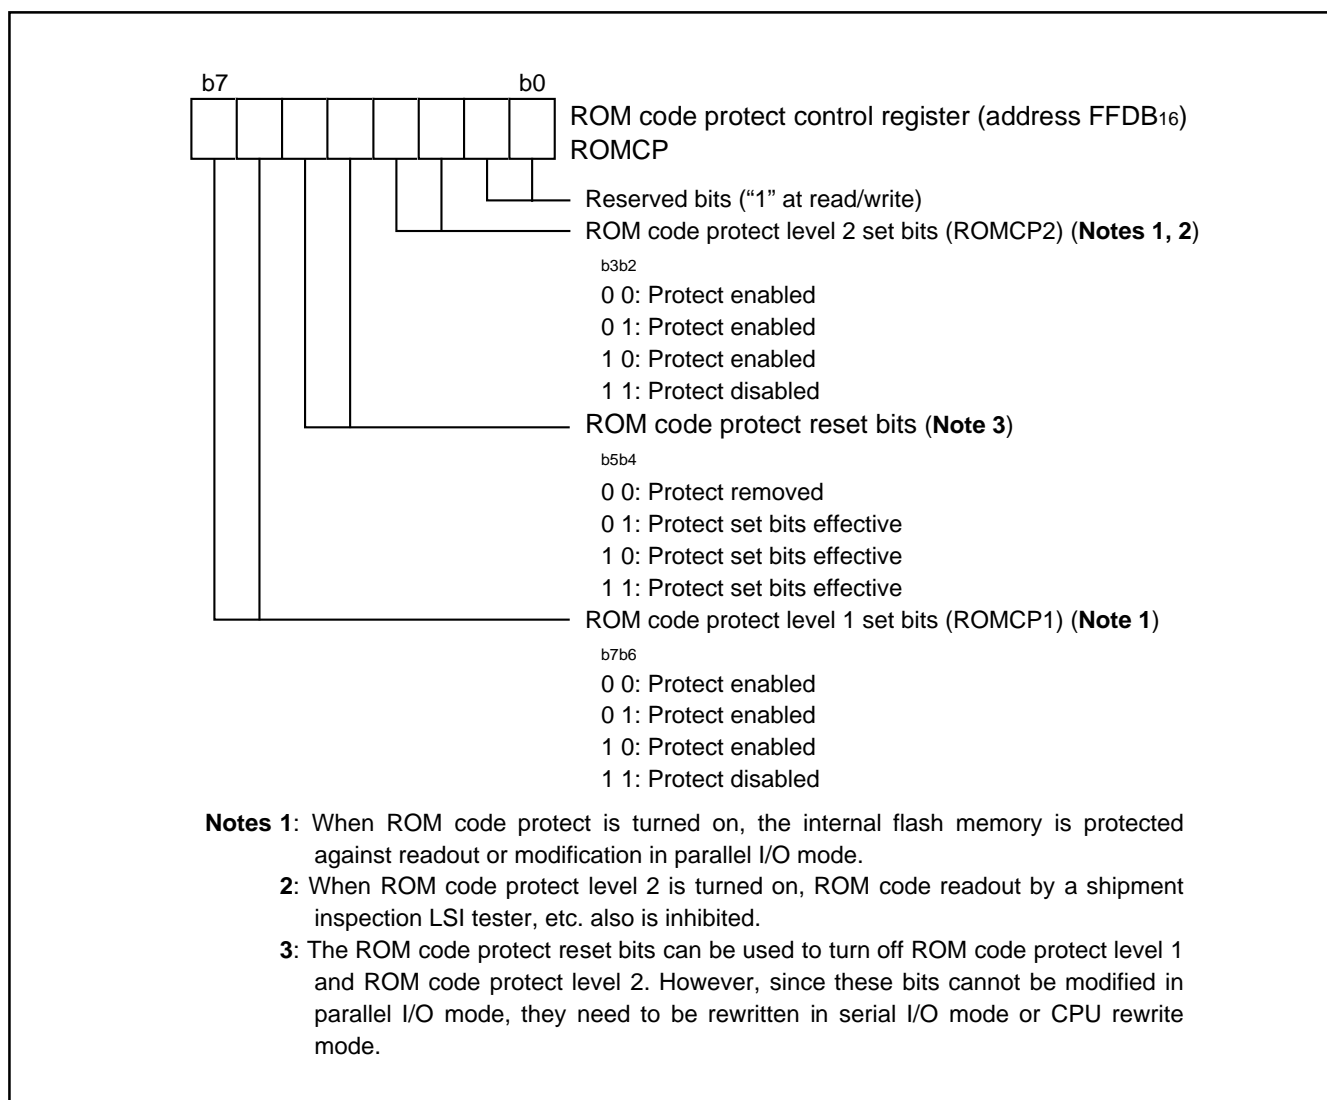 b7 b0
ROM code protect control register (address FFDB16)
ROMCP
Reserved bits (“1” at read/write)
ROM code protect level 2 set bits (ROMCP2) (Notes 1, 2)
b3b2
0 0: Protect enabled
0 1: Protect enabled
1 0: Protect enabled
1 1: Protect disabled
ROM code protect reset bits (Note 3)
b5b4
0 0: Protect removed
0 1: Protect set bits effective
1 0: Protect set bits effective
1 1: Protect set bits effective
ROM code protect level 1 set bits (ROMCP1) (Note 1)
b7b6
0 0: Protect enabled
0 1: Protect enabled
1 0: Protect enabled
1 1: Protect disabled
Notes 1: When ROM code protect is turned on, the internal flash memory is protected
against readout or modification in parallel I/O mode.
2: When ROM code protect level 2 is turned on, ROM code readout by a shipment
inspection LSI tester, etc. also is inhibited.
3: The ROM code protect reset bits can be used to turn off ROM code protect level 1
and ROM code protect level 2. However, since these bits cannot be modified in
parallel I/O mode, they need to be rewritten in serial I/O mode or CPU rewrite
mode.